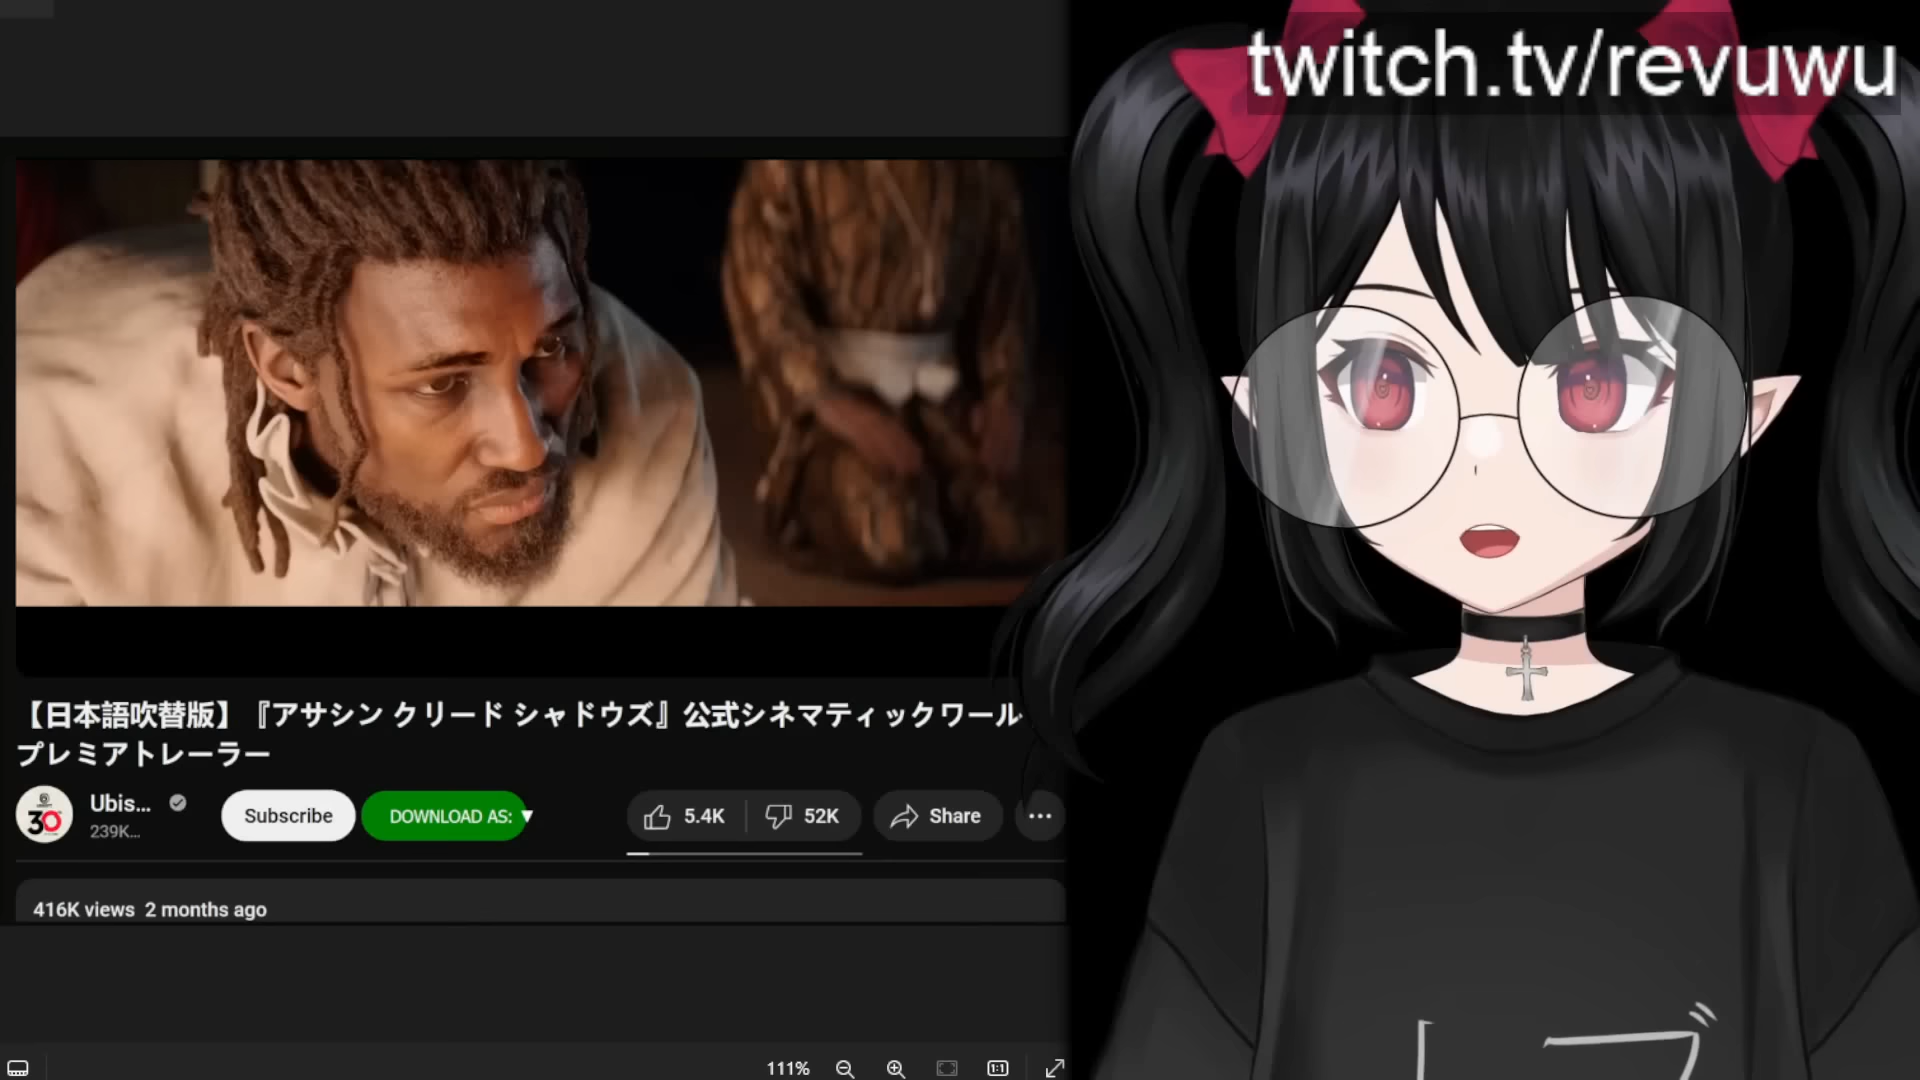 twitch.tv/revuwu
【日本語吹替版】『アサシン クリード シャドウズ』公式シネマティックワール
プレミアトレーラー
Ubis...
239K...
30
Subscribe
DOWNLOAD AS: ▼
5.4K
52K
Share
416K views 2 months ago
111%
1:1